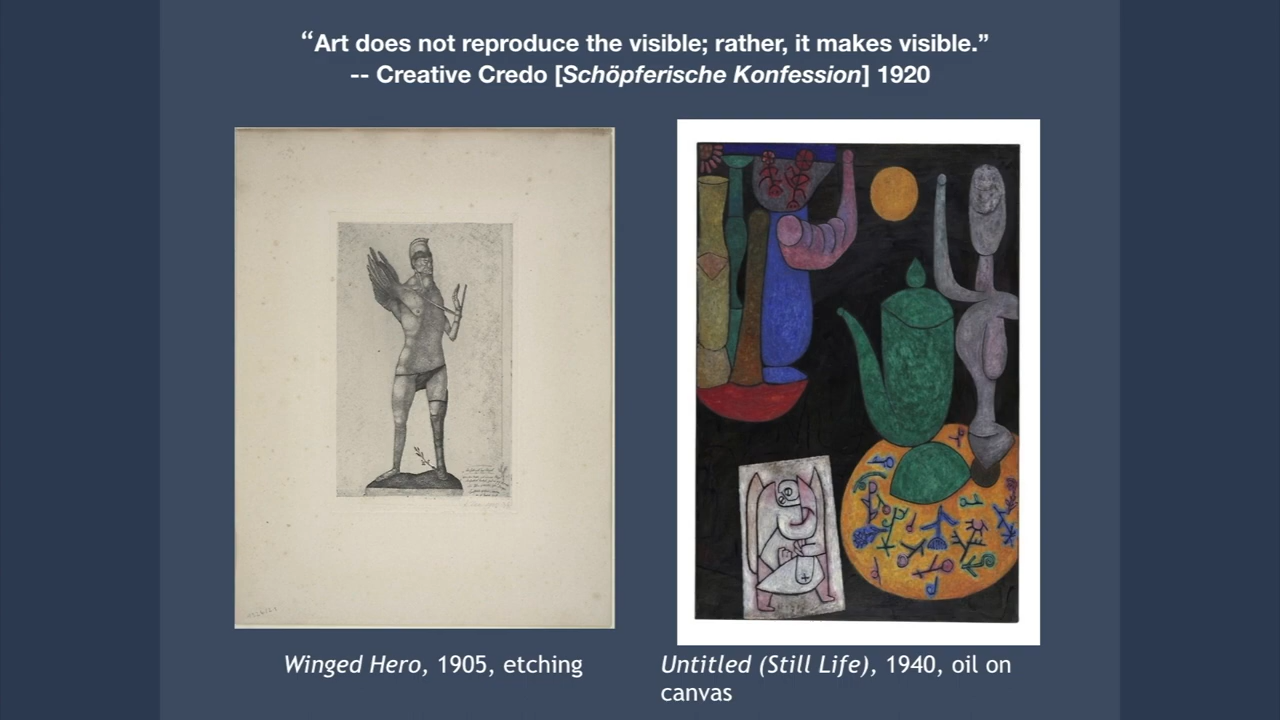 “Art does not reproduce the visible; rather, it makes visible.”
-- Creative Credo [Schöpferische Konfession] 1920
Winged Hero, 1905, etching
Untitled (Still Life), 1940, oil on
canvas